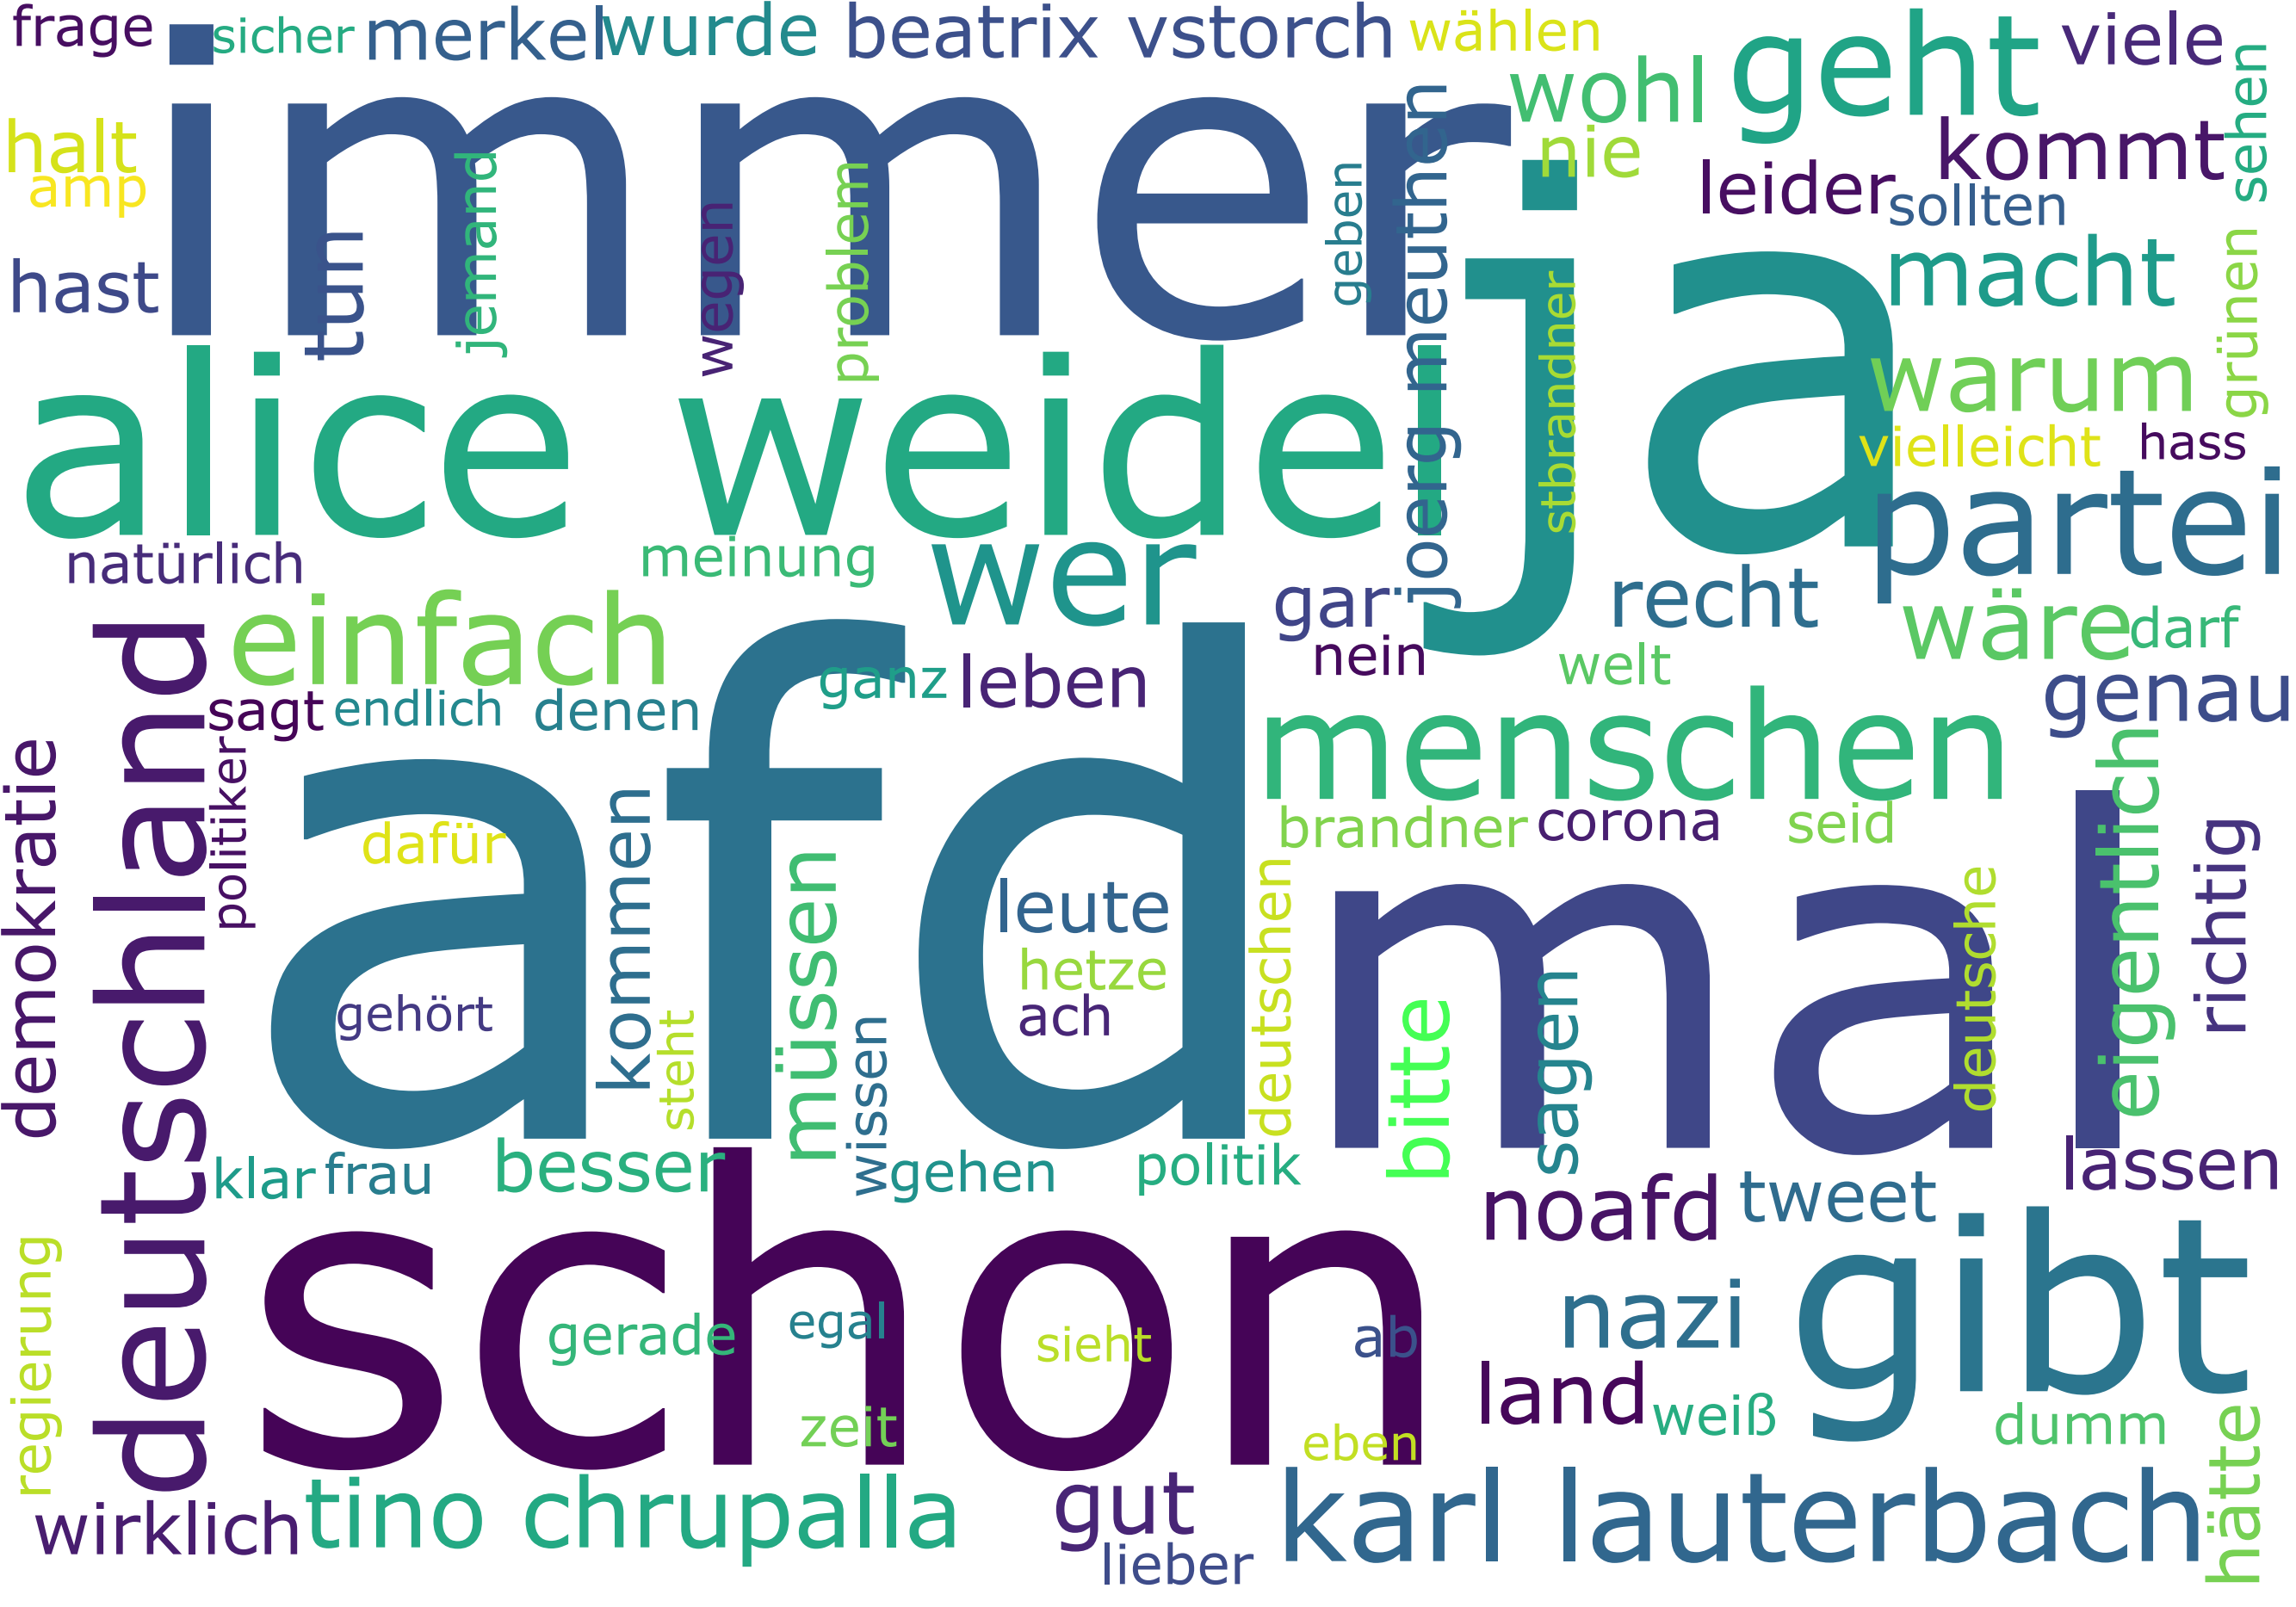 frage
sicher
merkel
wurde
beatrix vstorch
wählen
geht
viele
sehen
halt
amp
immer
wohl
nie
kommt
leider
sollten
hast
tun
jemand
wegen
problem
geben
joerg meuthen
stbrandner
ja
macht
grünen
alice weidel
warum
vielleicht
hass
partei
natürlich
meinung
wer
gar
recht
wäre
darf
einfach
nein
welt
deutschland
sagt
endlich
denen
ganz
leben
menschen
genau
demokratie
politiker
afd
dafür
kommen
müssen
leute
brandner
corona
seid
mal
eigentlich
richtig
hetze
deutschen
deutsche
gehört
steht
wissen
ach
bitte
sagen
klar
frau
besser
gehen
politik
lassen
noafd
tweet
regierung
schon
gibt
gerade
egal
sieht
ab
nazi
land
weiß
dumm
zeit
eben
hätte
wirklich
tino chrupalla
gut
karl lauterbach
lieber